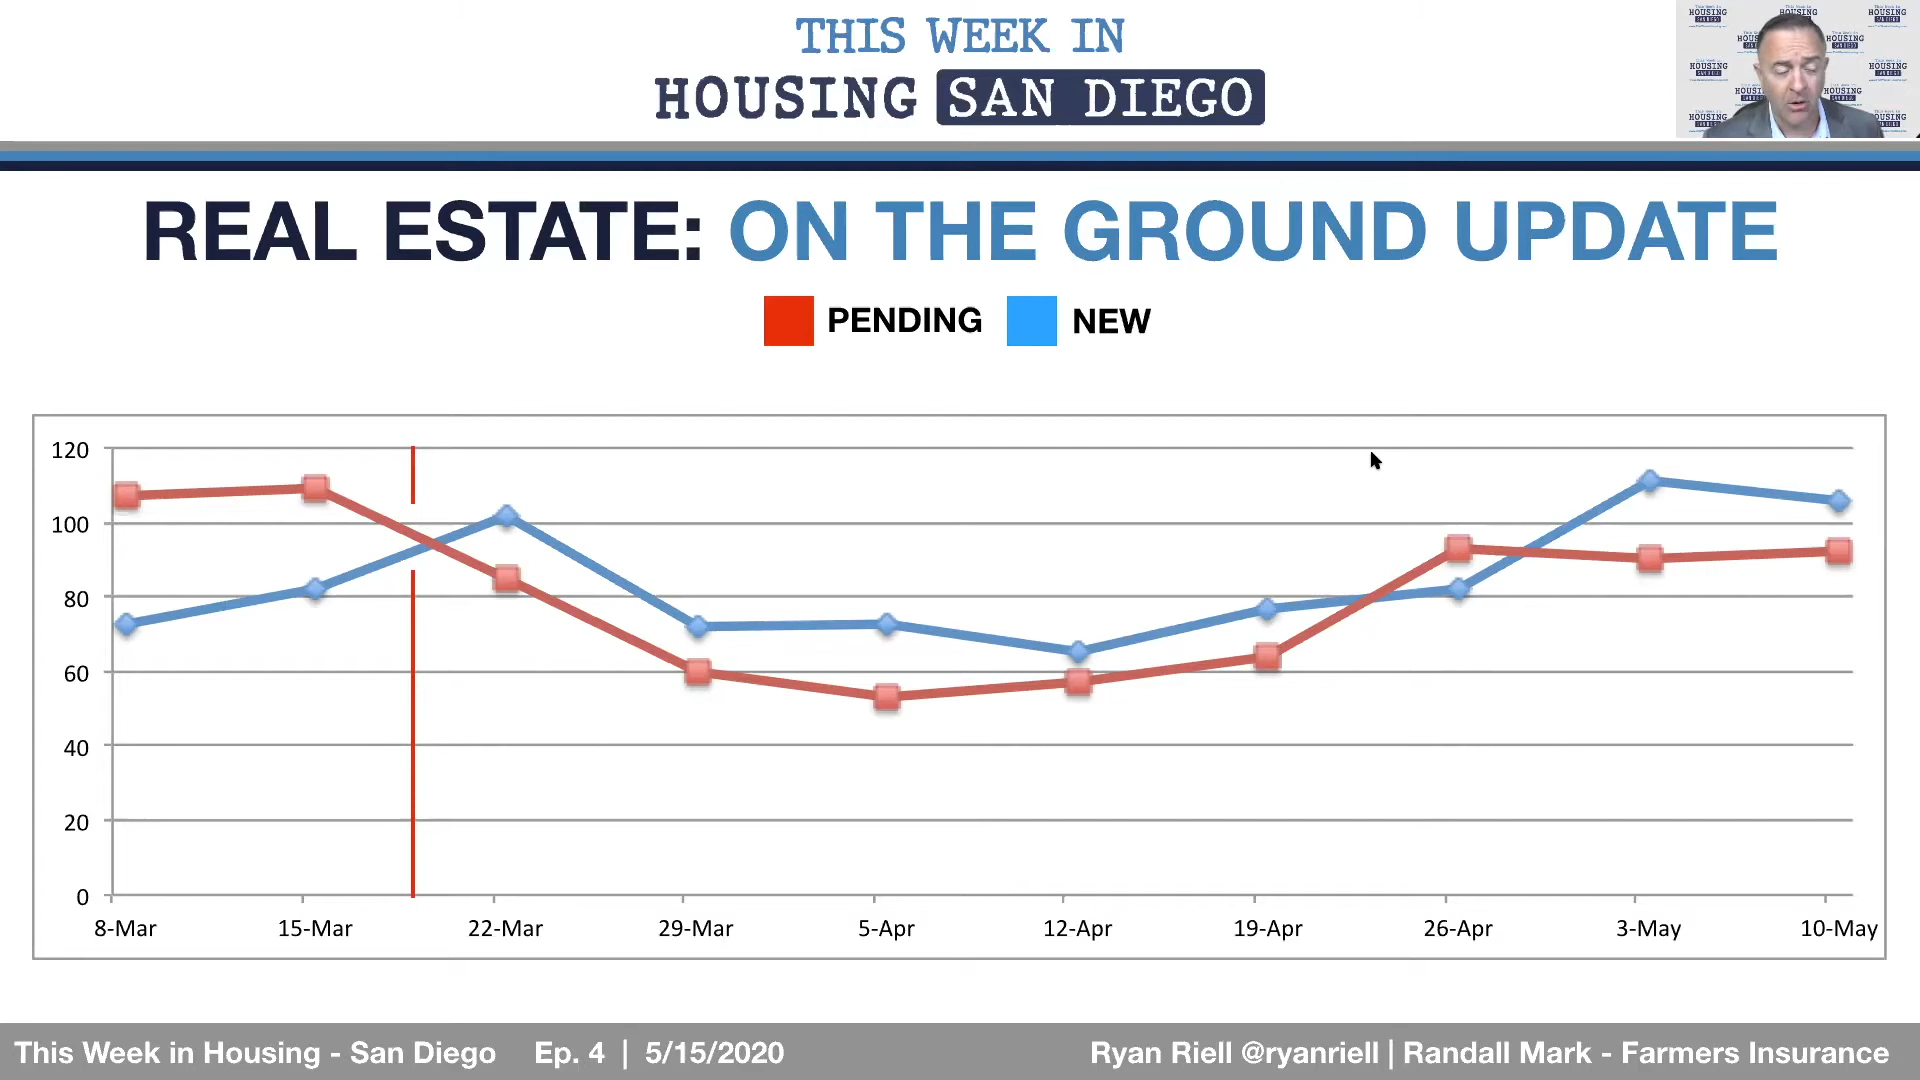 THIS WEEK IN
HOUSING SAN DIEGO
REAL ESTATE: ON THE GROUND UPDATE
PENDING NEW
120
100
80
60
40
20
0
8-Mar 15-Mar 22-Mar 29-Mar 5-Apr 12-Apr 19-Apr 26-Apr 3-May 10-May
This Week in Housing - San Diego Ep. 4 | 5/15/2020 Ryan Riell @ryanriell | Randall Mark - Farmers Insurance